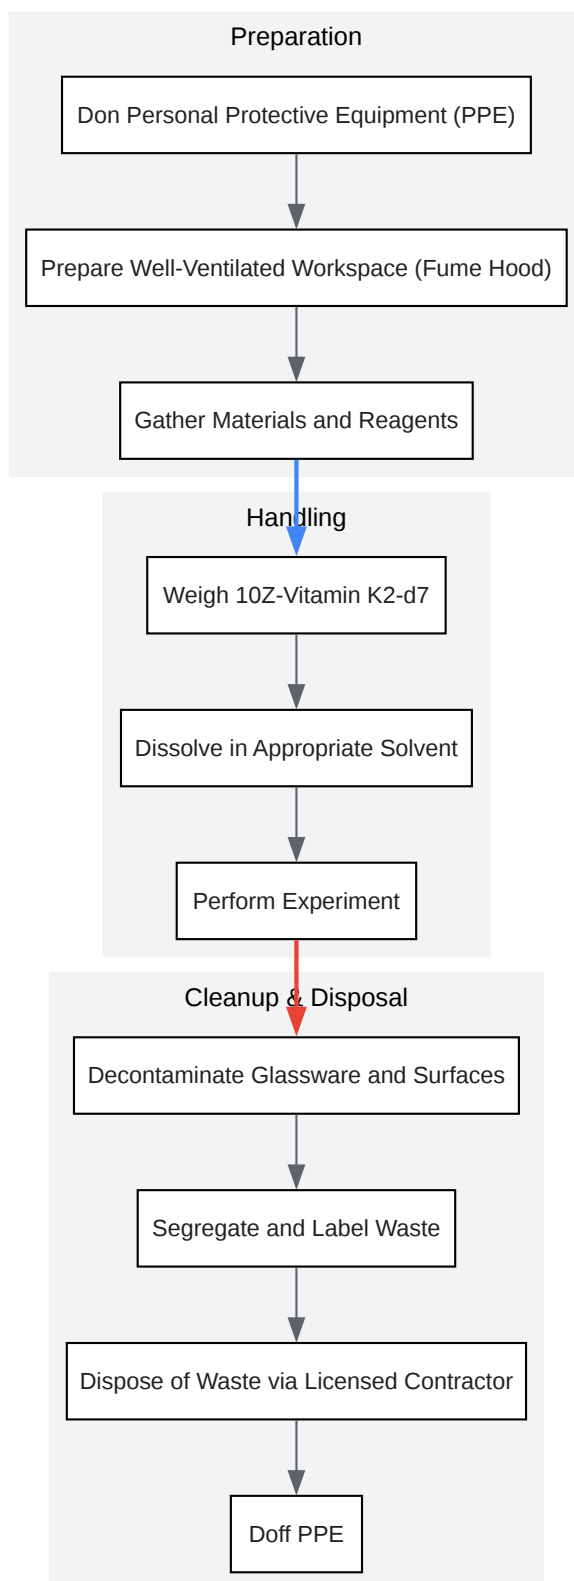 Preparation
Don Personal Protective Equipment (PPE)
Prepare Well-Ventilated Workspace (Fume Hood)
Gather Materials and Reagents
Handling
Weigh 10Z-Vitamin K2-d7
Dissolve in Appropriate Solvent
Perform Experiment
Cleanup & Disposal
Decontaminate Glassware and Surfaces
Segregate and Label Waste
Dispose of Waste via Licensed Contractor
Doff PPE